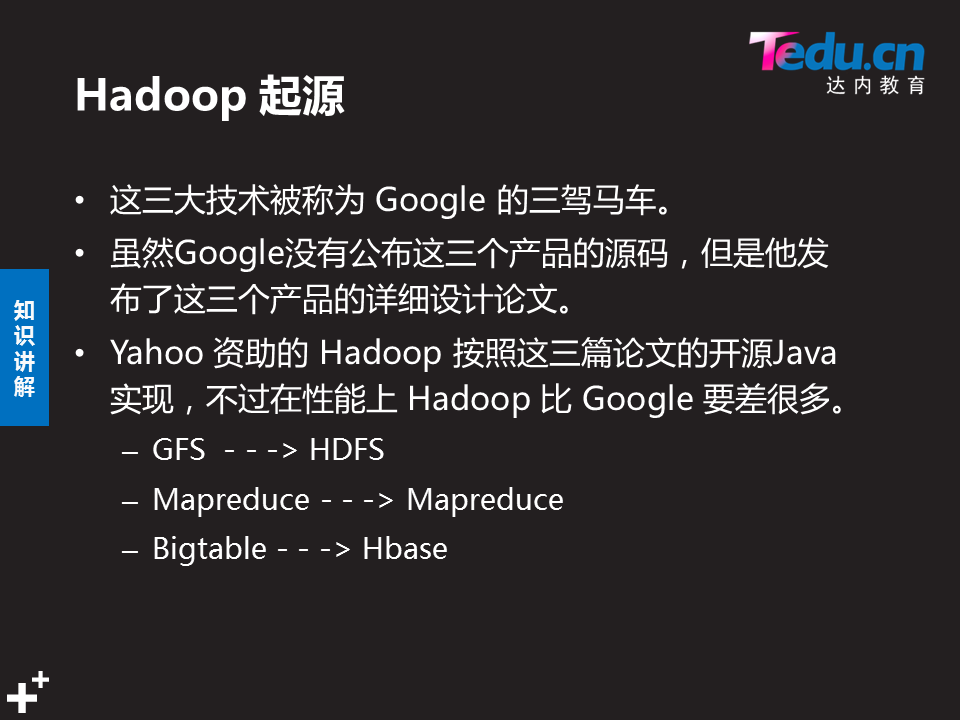 Tedu.cn
达内教育
Hadoop 起源
• 这三大技术被称为 Google 的三驾马车。
• 虽然Google没有公布这三个产品的源码，但是他发
布了这三个产品的详细设计论文。
• Yahoo 资助的 Hadoop 按照这三篇论文的开源Java
实现，不过在性能上 Hadoop 比 Google 要差很多。
– GFS - - -> HDFS
– Mapreduce - - -> Mapreduce
– Bigtable - - -> Hbase
知
识
讲
解